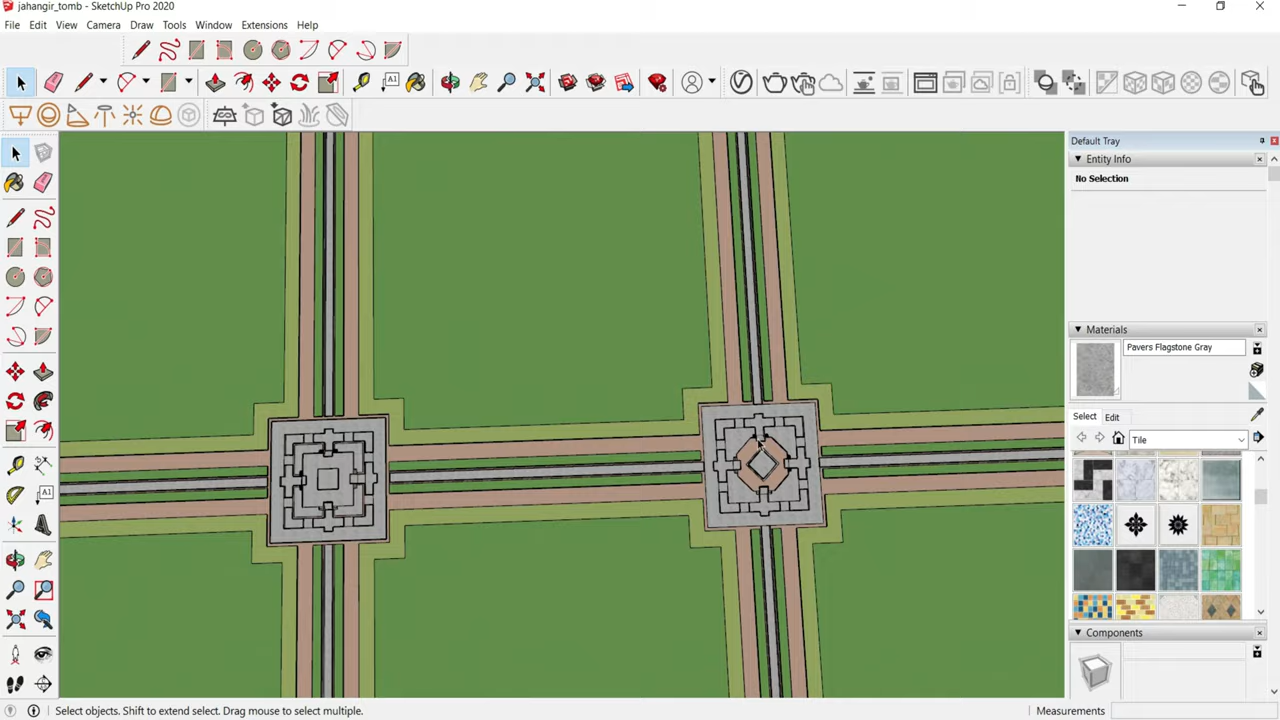 jahangir_tomb - SketchUp Pro 2020
File Edit View Camera Draw Tools Window Extensions Help
A1
Default Tray
Entity Info
No Selection
Materials
Pavers Flagstone Gray
Select Edit
Tile
A1
Components
Select objects. Shift to extend select. Drag mouse to select multiple.
Measurements